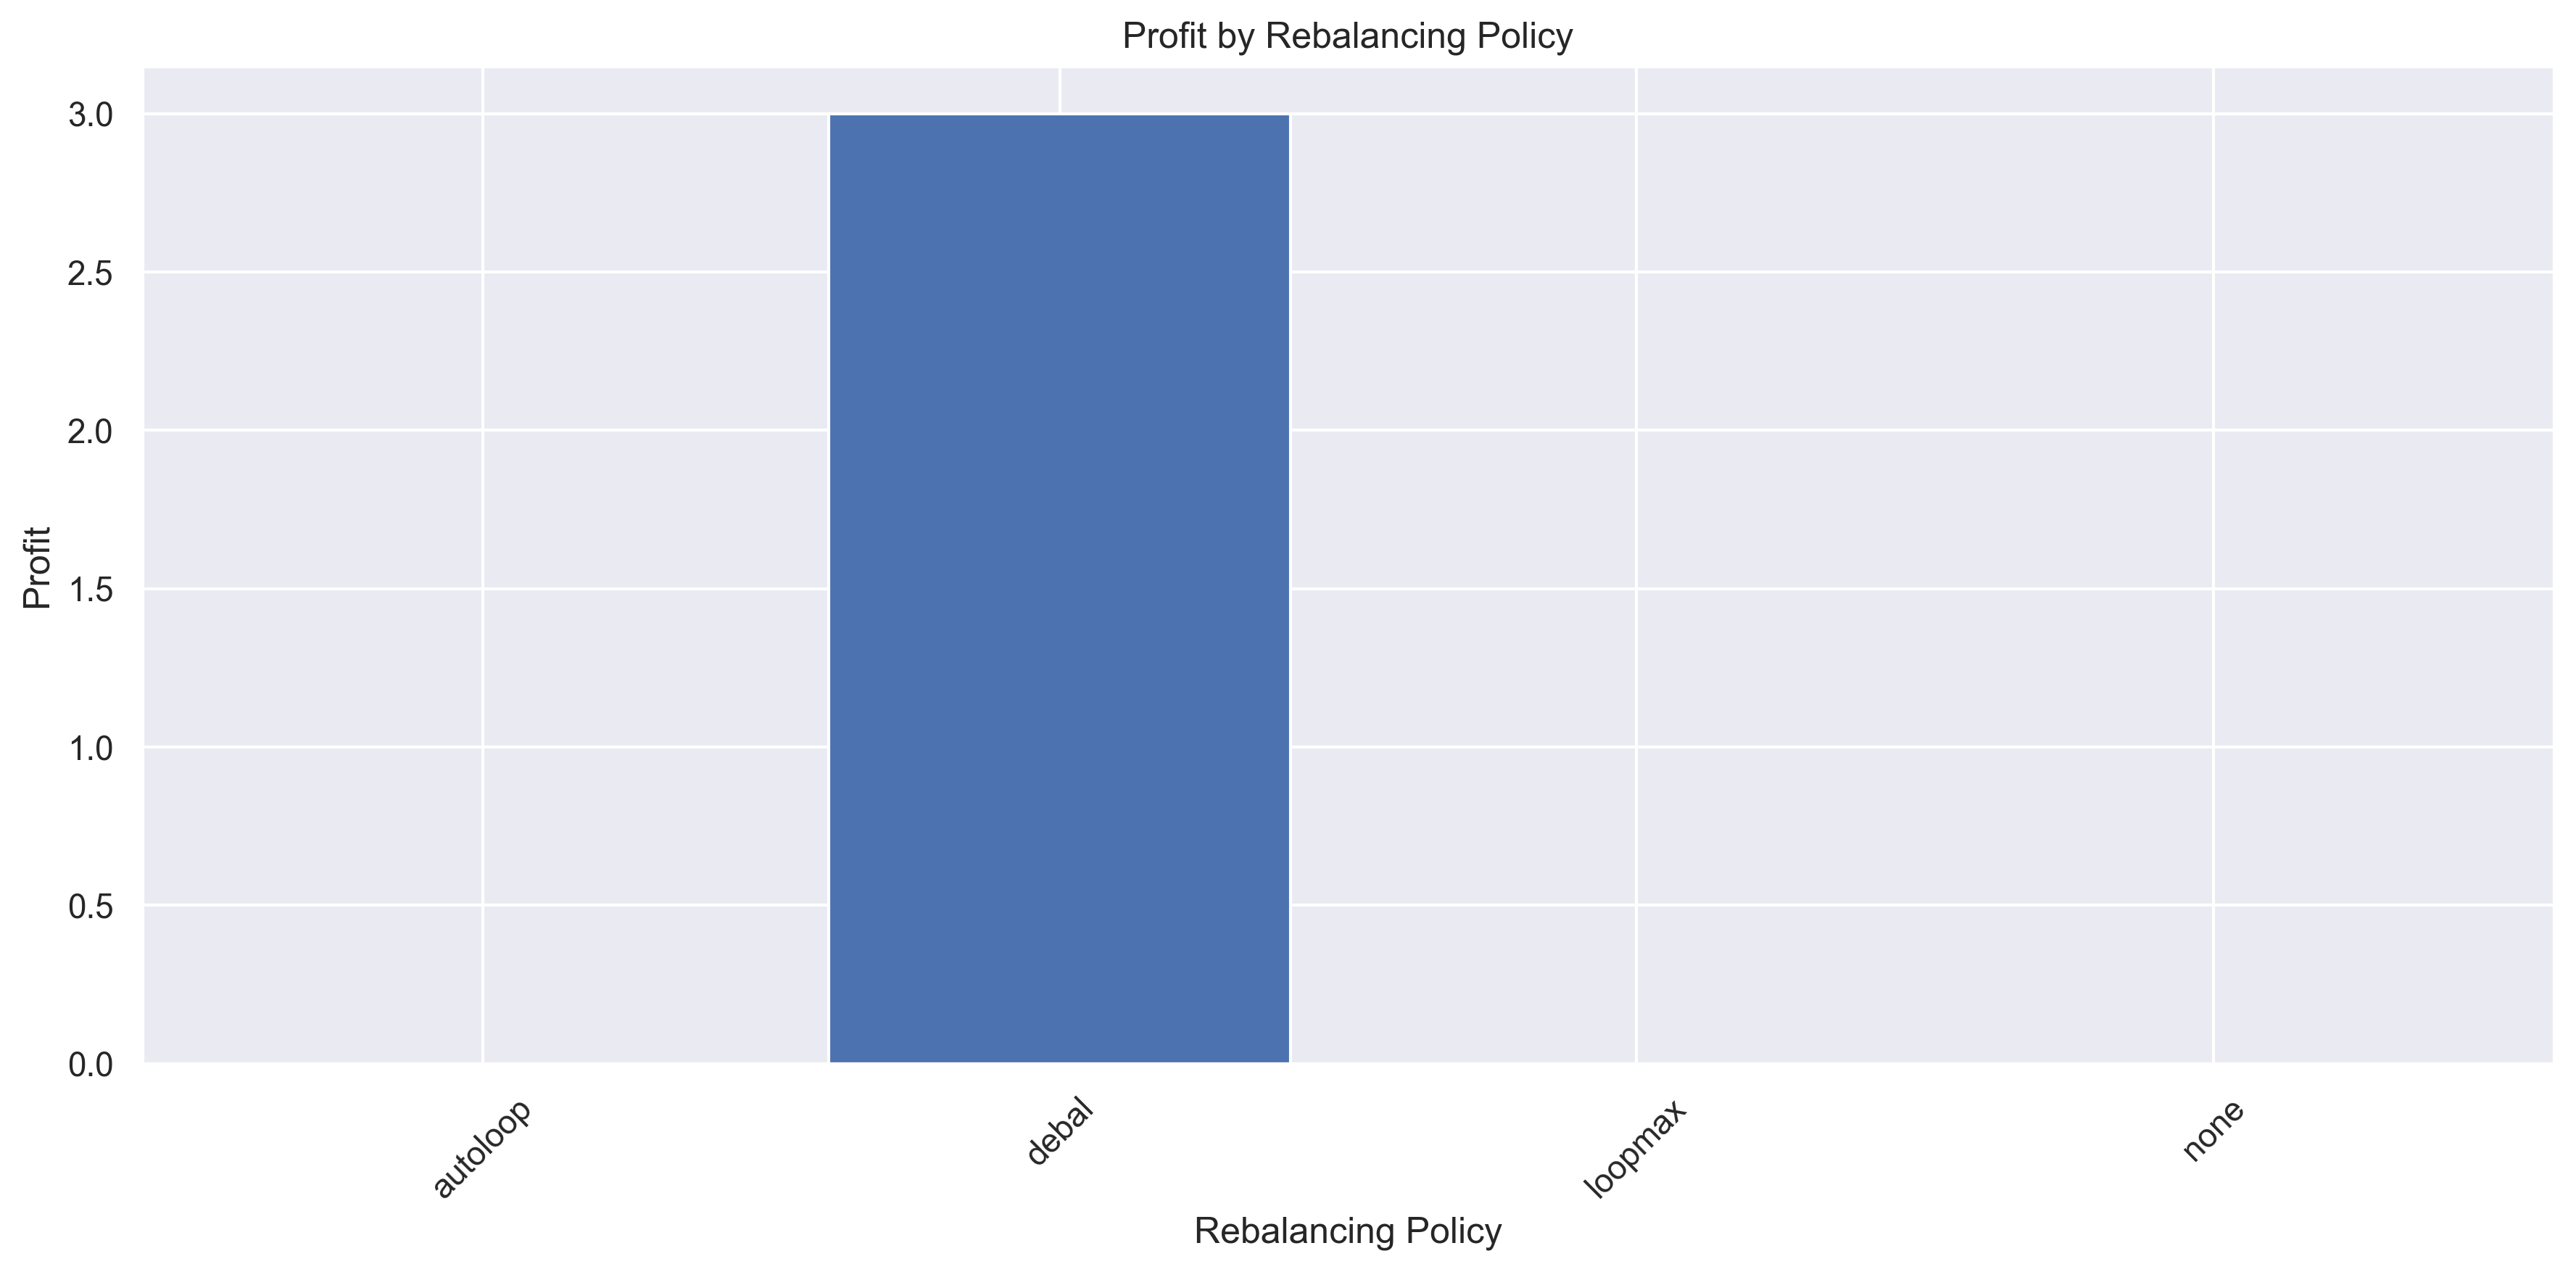 Profit by Rebalancing Policy
3.0
2.5
2.0
1.5
1.0
0.5
0.0
Profit
autoloop
debal
loopmax
none
Rebalancing Policy